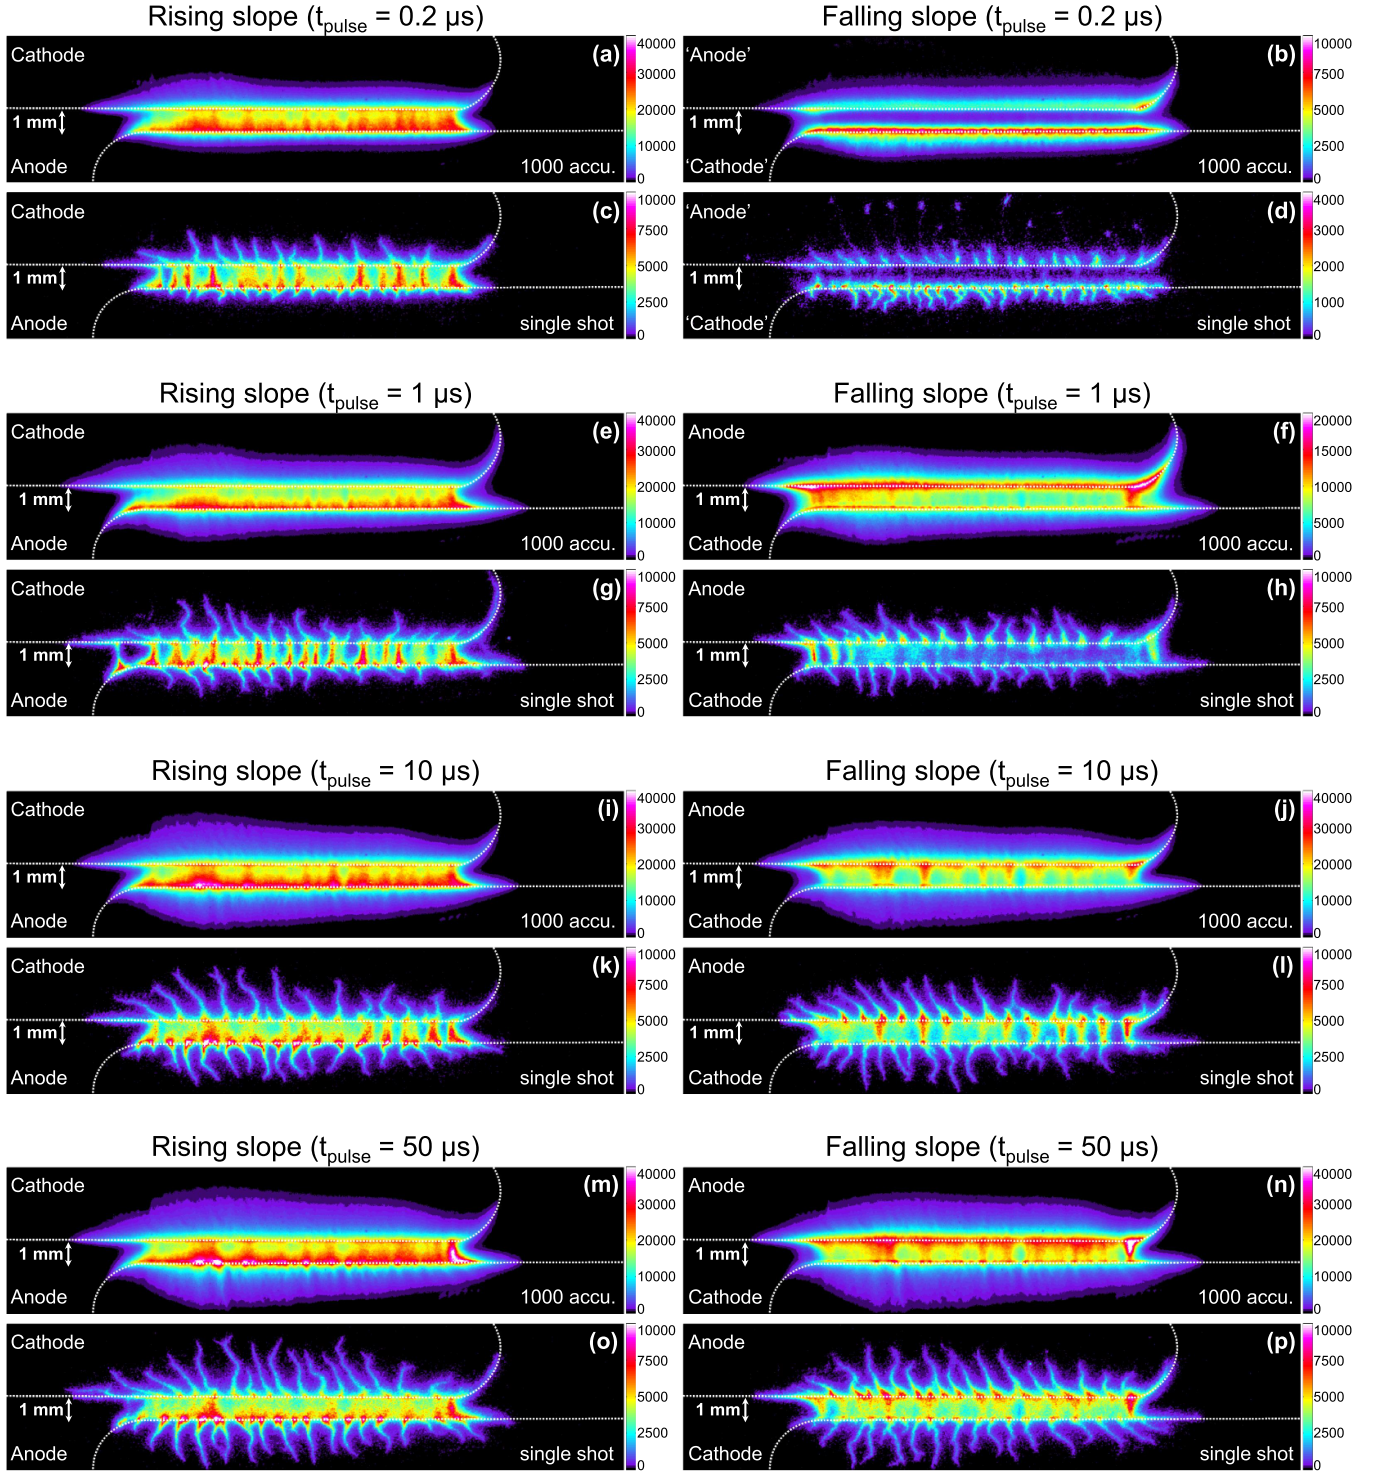 Rising slope (tpulse = 0.2 µs)
Falling slope (tpulse = 0.2 µs)
Cathode
(a)
1 mm
Anode
1000 accu.
40000
30000
20000
10000
0
'Anode'
(b)
1 mm
'Cathode'
1000 accu.
10000
7500
5000
2500
0
Cathode
(c)
1 mm
Anode
single shot
10000
7500
5000
2500
0
'Anode'
(d)
1 mm
'Cathode'
single shot
4000
3000
2000
1000
0
Rising slope (tpulse = 1 µs)
Falling slope (tpulse = 1 µs)
Cathode
(e)
1 mm
Anode
1000 accu.
40000
30000
20000
10000
0
Anode
(f)
1 mm
Cathode
1000 accu.
20000
15000
10000
5000
0
Cathode
(g)
1 mm
Anode
single shot
10000
7500
5000
2500
0
Anode
(h)
1 mm
Cathode
single shot
10000
7500
5000
2500
0
Rising slope (tpulse = 10 µs)
Falling slope (tpulse = 10 µs)
Cathode
(i)
1 mm
Anode
1000 accu.
40000
30000
20000
10000
0
Anode
(j)
1 mm
Cathode
1000 accu.
40000
30000
20000
10000
0
Cathode
(k)
1 mm
Anode
single shot
10000
7500
5000
2500
0
Anode
(l)
1 mm
Cathode
single shot
10000
7500
5000
2500
0
Rising slope (tpulse = 50 µs)
Falling slope (tpulse = 50 µs)
Cathode
(m)
1 mm
Anode
1000 accu.
40000
30000
20000
10000
0
Anode
(n)
1 mm
Cathode
1000 accu.
40000
30000
20000
10000
0
Cathode
(o)
1 mm
Anode
single shot
10000
7500
5000
2500
0
Anode
(p)
1 mm
Cathode
single shot
10000
7500
5000
2500
0